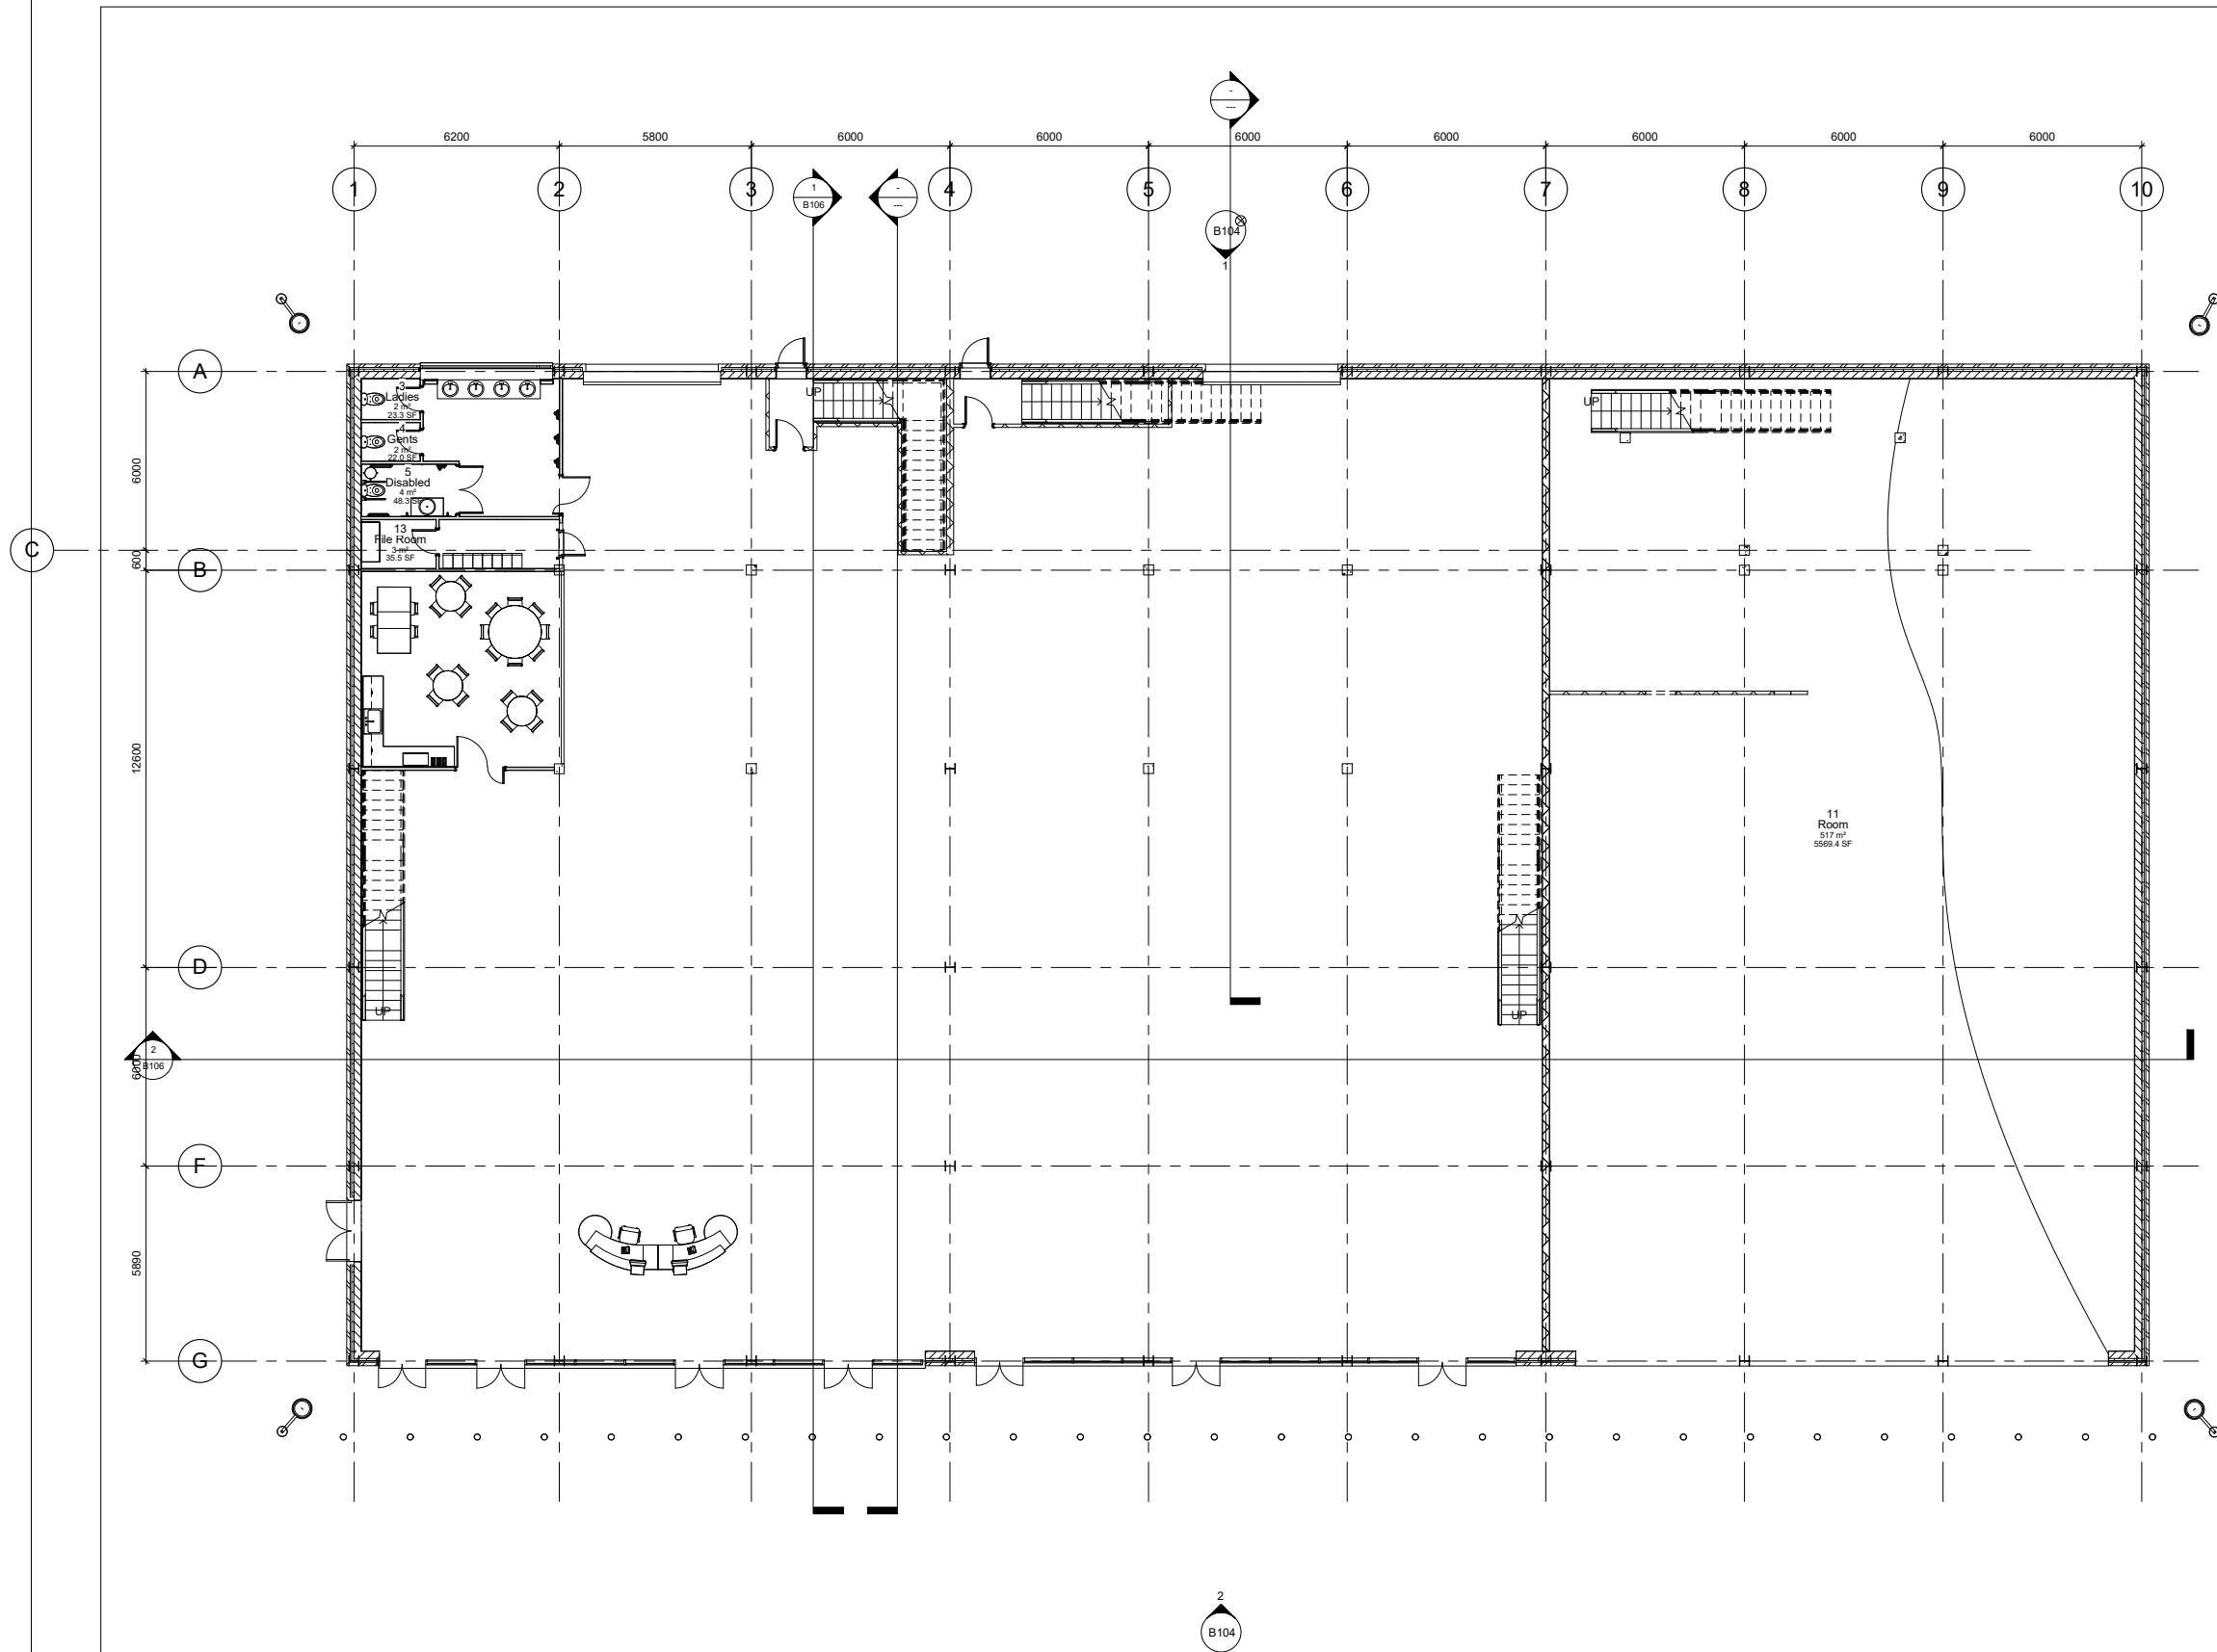 -
---
6200 5800 6000 6000 6000 6000 6000 6000 6000
1 2 3 1 - 4 5 6 7 8 9 10
B106 ---
B104
1
A
UP
UP
3
Ladies
2 m²
23.3 SF
4
Gents
2 m²
22.0 SF
5
Disabled
4 m²
48.3 SF
6000
13
File Room
3 m²
35.5 SF
C
600
B
12600
11
Room
517 m²
5569.4 SF
D
UP
UP
2
B106
6000
F
5890
G
2
B104